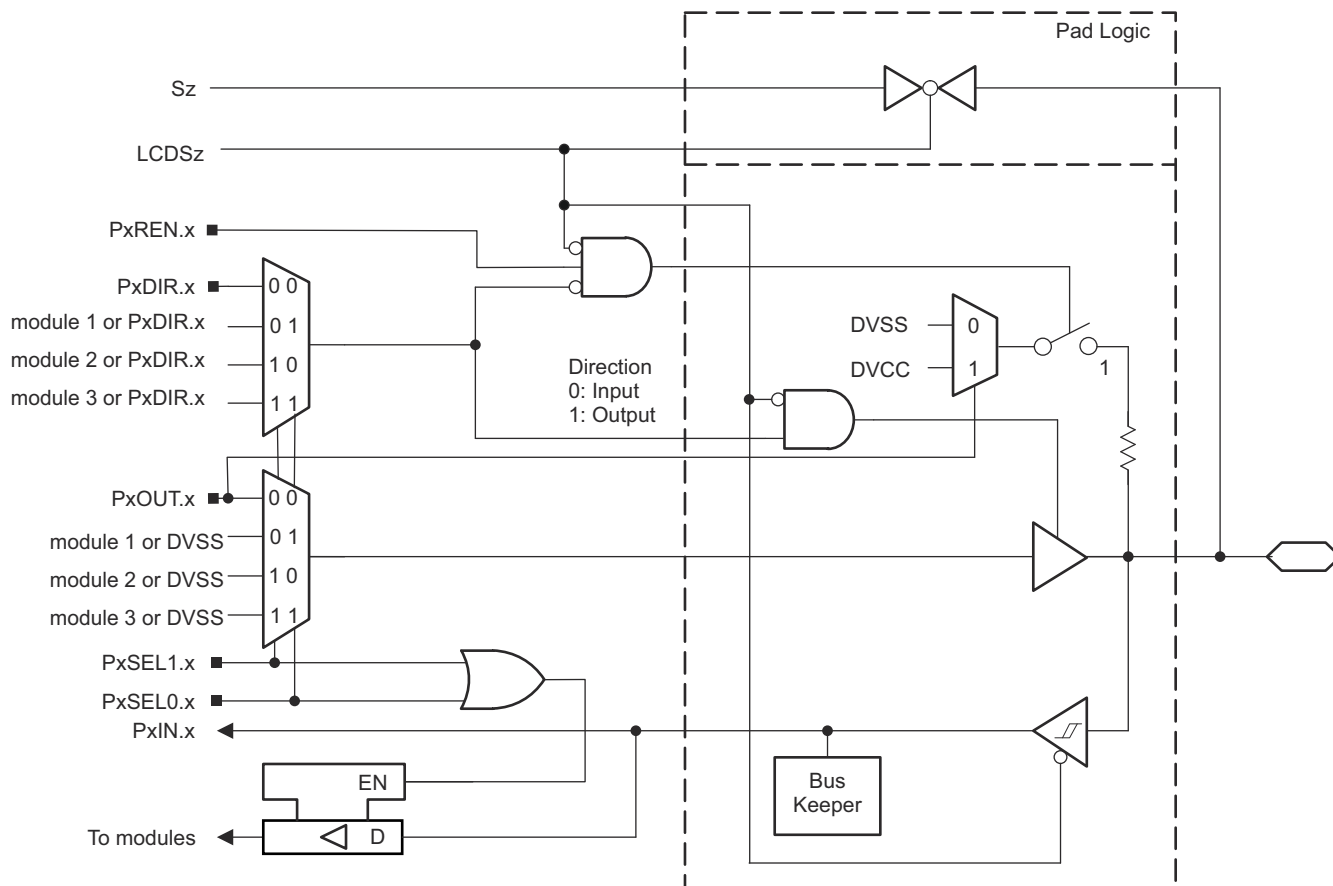 Pad Logic
Sz
LCDSz
PxREN.x
PxDIR.x
0 0
module 1 or PxDIR.x
0 1
module 2 or PxDIR.x
1 0
module 3 or PxDIR.x
1 1
Direction
0: Input
1: Output
DVSS
0
DVCC
1
1
PxOUT.x
0 0
module 1 or DVSS
0 1
module 2 or DVSS
1 0
module 3 or DVSS
1 1
PxSEL1.x
PxSEL0.x
PxIN.x
Bus
Keeper
EN
To modules
D